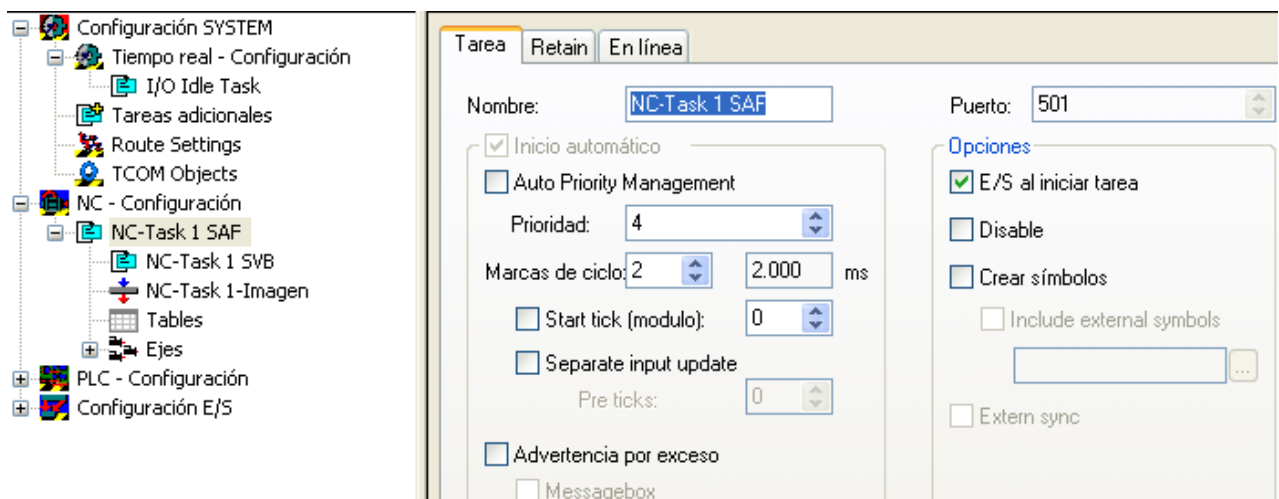 Configuración SYSTEM
Tiempo real - Configuración
I/O Idle Task
Tareas adicionales
Route Settings
TCOM Objects
NC - Configuración
NC-Task 1 SAF
NC-Task 1 SVB
NC-Task 1-Imagen
Tables
Ejes
PLC - Configuración
Configuración E/S
Tarea Retain En línea
Nombre: NC-Task 1 SAF Puerto: 501
Inicio automático Opciones
Auto Priority Management E/S al iniciar tarea
Prioridad: 4 Disable
Marcas de ciclo: 2 2.000 ms Crear símbolos
Start tick (modulo): 0 Include external symbols
Separate input update ...
Pre ticks: 0 Extern sync
Advertencia por exceso
Messagebox